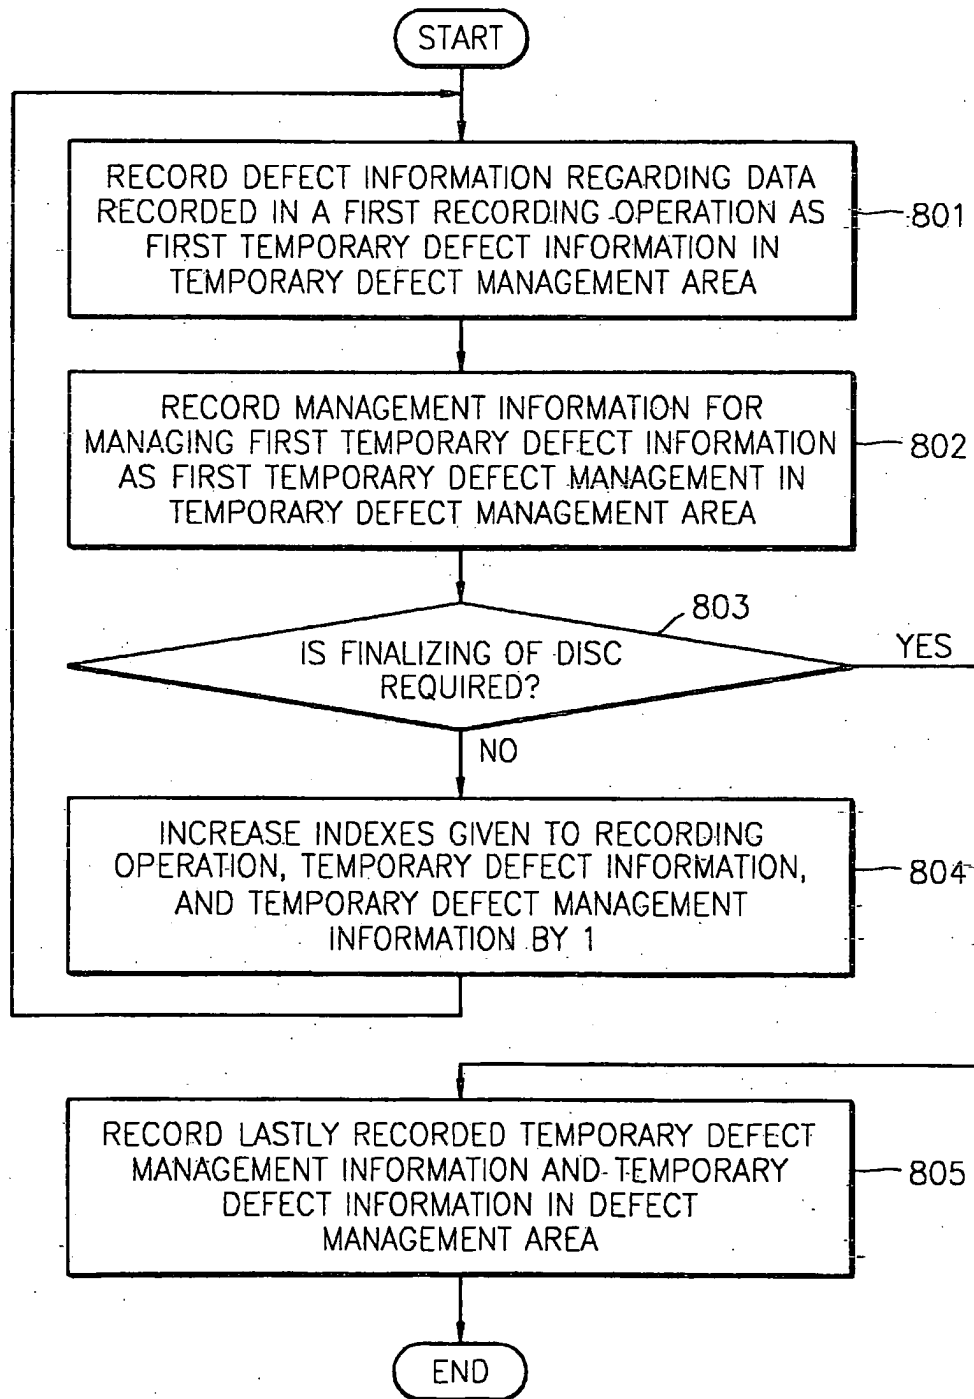 START
RECORD DEFECT INFORMATION REGARDING DATA
RECORDED IN A FIRST RECORDING OPERATION AS
FIRST TEMPORARY DEFECT INFORMATION IN
TEMPORARY DEFECT MANAGEMENT AREA
801
RECORD MANAGEMENT INFORMATION FOR
MANAGING FIRST TEMPORARY DEFECT INFORMATION
AS FIRST TEMPORARY DEFECT MANAGEMENT IN
TEMPORARY DEFECT MANAGEMENT AREA
802
803
IS FINALIZING OF DISC
REQUIRED?
YES
NO
INCREASE INDEXES GIVEN TO RECORDING
OPERATION, TEMPORARY DEFECT INFORMATION,
AND TEMPORARY DEFECT MANAGEMENT
INFORMATION BY 1
804
RECORD LASTLY RECORDED TEMPORARY DEFECT
MANAGEMENT INFORMATION AND TEMPORARY
DEFECT INFORMATION IN DEFECT
MANAGEMENT AREA
805
END